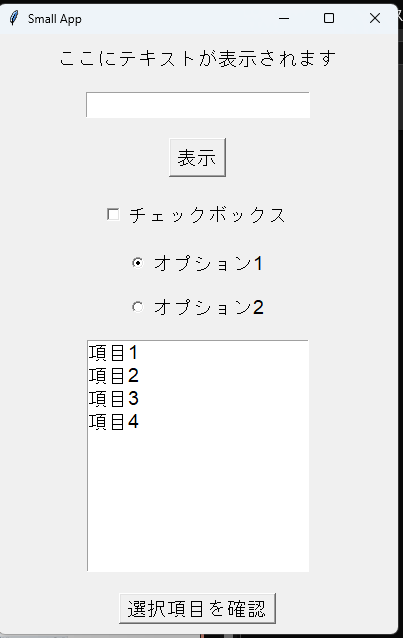 Small App
ここにテキストが表示されます
表示
チェックボックス
オプション1
オプション2
項目1
項目2
項目3
項目4
選択項目を確認